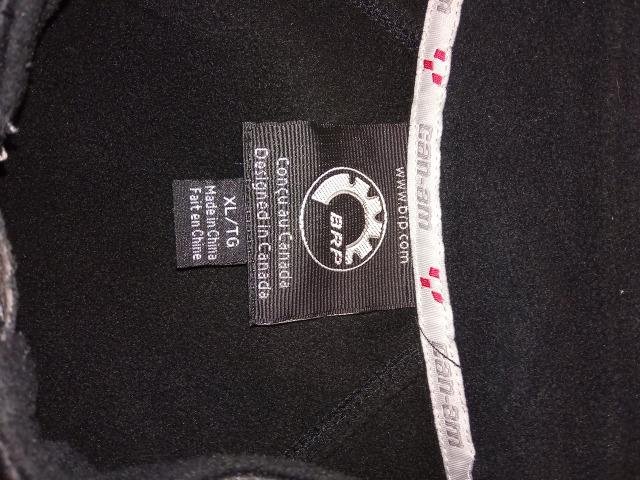 can-am
can-am
www.brp.com
BRP
Conçu au Canada
Designed in Canada
XL/TG
Made in China
Fait en Chine